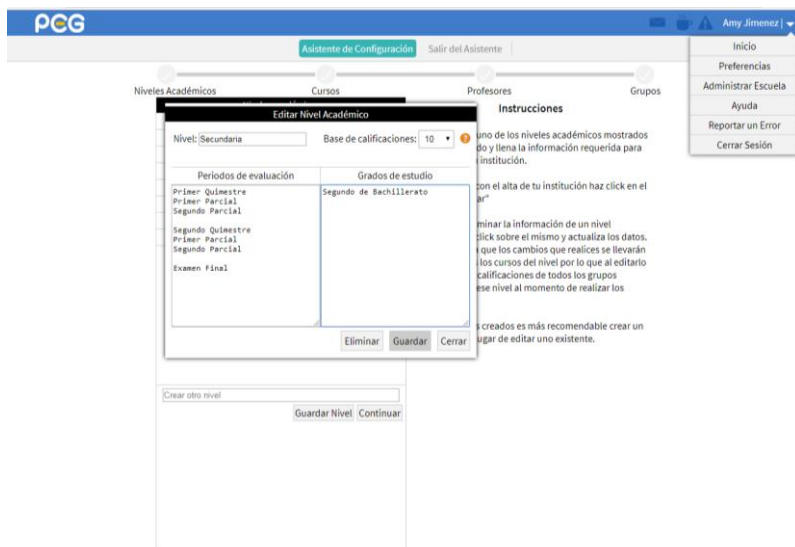 PEG
Amy Jimenez |
Asistente de Configuración
Salir del Asistente
Inicio
Preferencias
Administrar Escuela
Ayuda
Reportar un Error
Cerrar Sesión
Niveles Académicos
Cursos
Profesores
Grupos
Editar Nivel Académico
Nivel: Secundaria
Base de calificaciones: 10
Periodos de evaluación
Grados de estudio
Primer Quimestre
Primer Parcial
Segundo Parcial
Segundo Quimestre
Primer Parcial
Segundo Parcial
Examen Final
Segundo de Bachillerato
Eliminar
Guardar
Cerrar
Instrucciones
uno de los niveles académicos mostrados
do y llena la información requerida para
institución.
con el alta de tu institución haz click en el
ar"
minar la información de un nivel
click sobre el mismo y actualiza los datos.
que los cambios que realices se llevarán
los cursos del nivel por lo que al editarlo
calificaciones de todos los grupos
ese nivel al momento de realizar los
s creados es más recomendable crear un
ugar de editar uno existente.
Crear otro nivel
Guardar Nivel
Continuar